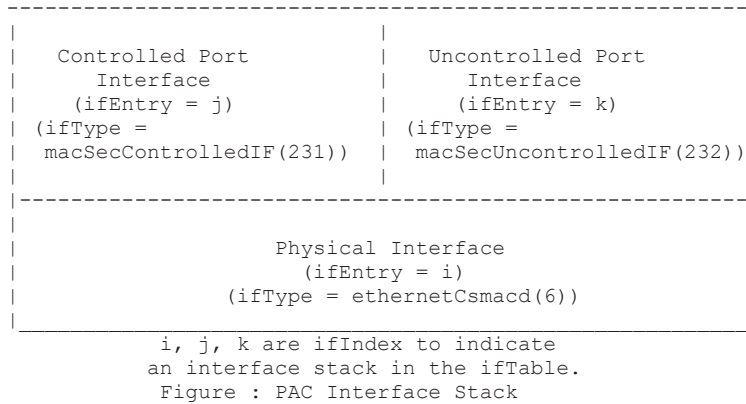 Controlled Port | Uncontrolled Port
Interface | Interface
(ifEntry = j) | (ifEntry = k)
(ifType = | (ifType =
macSecControlledIF(231)) | macSecUncontrolledIF(232))
Physical Interface
(ifEntry = i)
(ifType = ethernetCsmacd(6))
i, j, k are ifIndex to indicate
an interface stack in the ifTable.
Figure : PAC Interface Stack